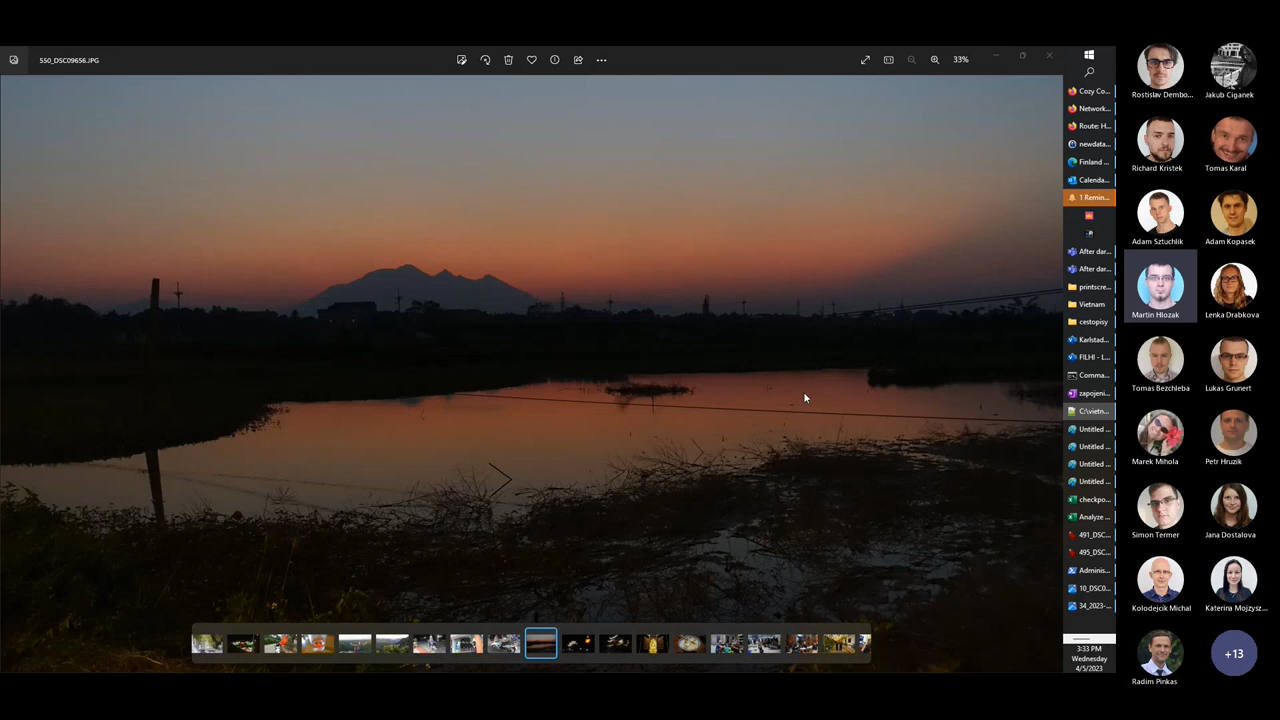 550_DSC09656.JPG
33%
Cozy Co...
Network...
Route: H...
newdata...
Finland ...
Calenda...
1 Remin...
After dar...
After dar...
printscre...
Vietnam
cestopisy
Karlstad...
FILHI - L...
Comma...
zapojeni...
C:\vietn...
Untitled ...
Untitled ...
Untitled ...
Untitled ...
checkpo...
Analyze ...
491_DSC...
495_DSC...
Adminis...
10_DSC0...
34_2023-...
3:33 PM
Wednesday
4/5/2023
Rostislav Dembo... Jakub Ciganek
Richard Kristek Tomas Karal
Adam Sztuchlik Adam Kopasek
Martin Hlozak Lenka Drabkova
Tomas Bezchleba Lukas Grunert
Marek Mihola Petr Hruzik
Simon Termer Jana Dostalova
Kolodejcik Michal Katerina Mojzysz...
Radim Pinkas
+13